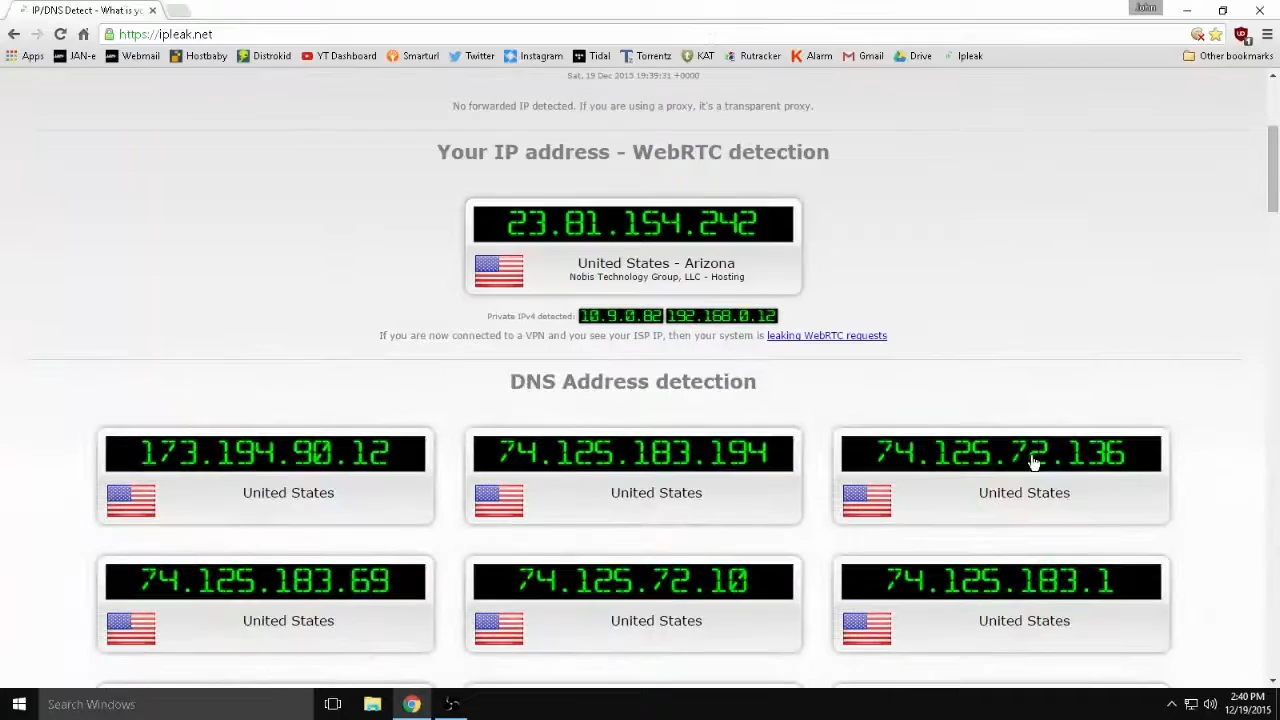 IP/DNS Detect - What is yo
John
https://ipleak.net
Apps JAN-e Webmail Hostbaby Distrokid YT Dashboard Smarturl Twitter Instagram Tidal Torrentz KAT Rutracker Alarm Gmail Drive Ipleak Other bookmarks
Sat, 19 Dec 2015 19:39:31 +0000
No forwarded IP detected. If you are using a proxy, it's a transparent proxy.
Your IP address - WebRTC detection
23.81.154.242
United States - Arizona
Nobis Technology Group, LLC - Hosting
Private IPv4 detected: 10.9.0.82 192.168.0.12
If you are now connected to a VPN and you see your ISP IP, then your system is leaking WebRTC requests
DNS Address detection
173.194.90.12 74.125.183.194 74.125.72.136
United States United States United States
74.125.183.69 74.125.72.10 74.125.183.1
United States United States United States
Search Windows
2:40 PM
12/19/2015